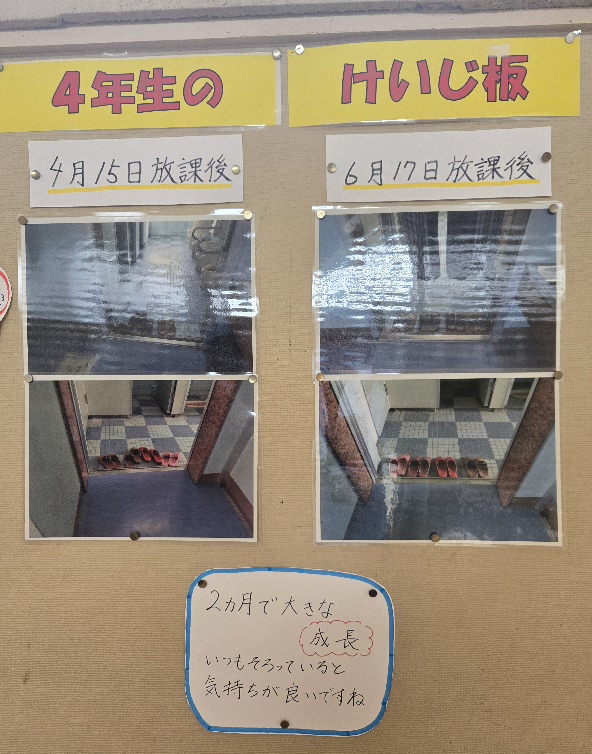 4年生の けいじ板
4月15日放課後
6月17日放課後
2カ月で大きな
成長
いつもそろっていると
気持ちが良いですね
3